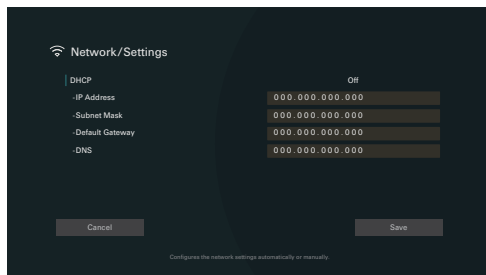 Network/Settings
DHCP Off
-IP Address 000.000.000.000
-Subnet Mask 000.000.000.000
-Default Gateway 000.000.000.000
-DNS 000.000.000.000
Cancel Save
Configures the network settings automatically or manually.